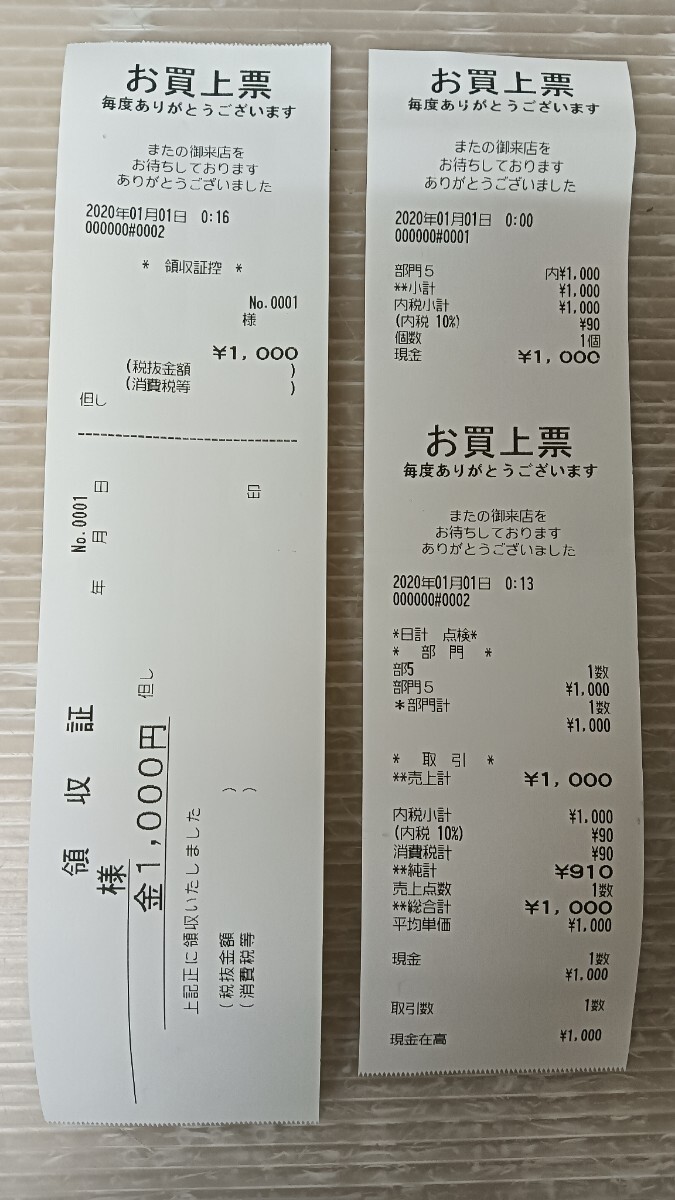 お買上票
毎度ありがとうございます
またの御来店を
お待ちしております
ありがとうございました
2020年01月01日 0:16
000000#0002
* 領収証控 *
No.0001
様
¥1,000
(税抜金額 )
(消費税等 )
但し
No.0001
年 月 日
印
領収証
様
金1,000円
但し
上記正に領収いたしました
(税抜金額 )
(消費税等 )
お買上票
毎度ありがとうございます
またの御来店を
お待ちしております
ありがとうございました
2020年01月01日 0:00
000000#0001
部門5 内¥1,000
**小計 ¥1,000
内税小計 ¥1,000
(内税 10%) ¥90
個数 1個
現金 ¥1,000
お買上票
毎度ありがとうございます
またの御来店を
お待ちしております
ありがとうございました
2020年01月01日 0:13
000000#0002
*日計 点検*
* 部 門 *
部5 1数
部門5 ¥1,000
*部門計 1数
¥1,000
* 取 引 *
**売上計 ¥1,000
内税小計 ¥1,000
(内税 10%) ¥90
消費税計 ¥90
**純計 ¥910
売上点数 1数
**総合計 ¥1,000
平均単価 ¥1,000
現金 1数
¥1,000
取引数 1数
現金在高 ¥1,000